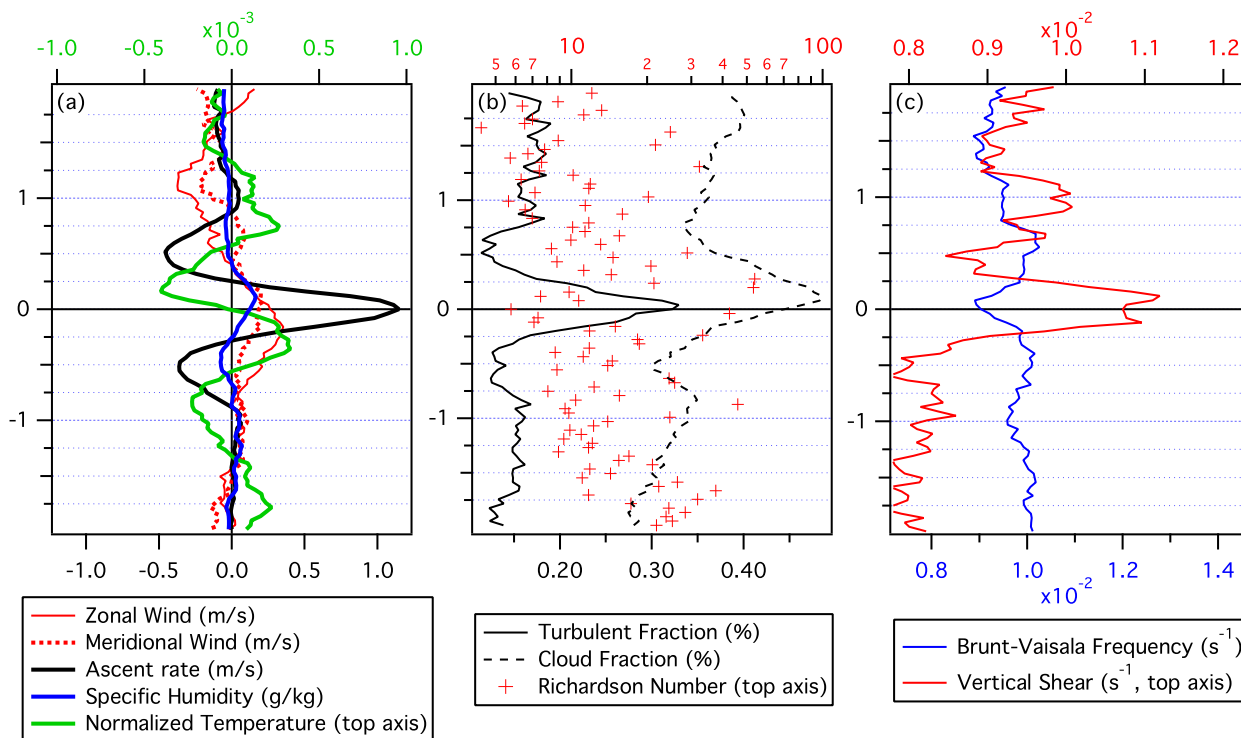 x10⁻³
-1.0 0.0 0.5 1.0
(a)
1
0
-1
-1.0 -0.5 0.0 0.5 1.0
Zonal Wind (m/s)
Meridional Wind (m/s)
Ascent rate (m/s)
Specific Humidity (g/kg)
Normalized Temperature (top axis)
10 100
5 6 7 2 3 4 5 6 7
(b)
1
0
-1
0.20 0.30 0.40
Turbulent Fraction (%)
Cloud Fraction (%)
Richardson Number (top axis)
x10⁻²
0.8 0.9 1.0 1.1 1.2
(c)
1
0
-1
0.8 1.0 1.2 1.4
x10⁻²
Brunt-Vaisala Frequency (s⁻¹)
Vertical Shear (s⁻¹, top axis)